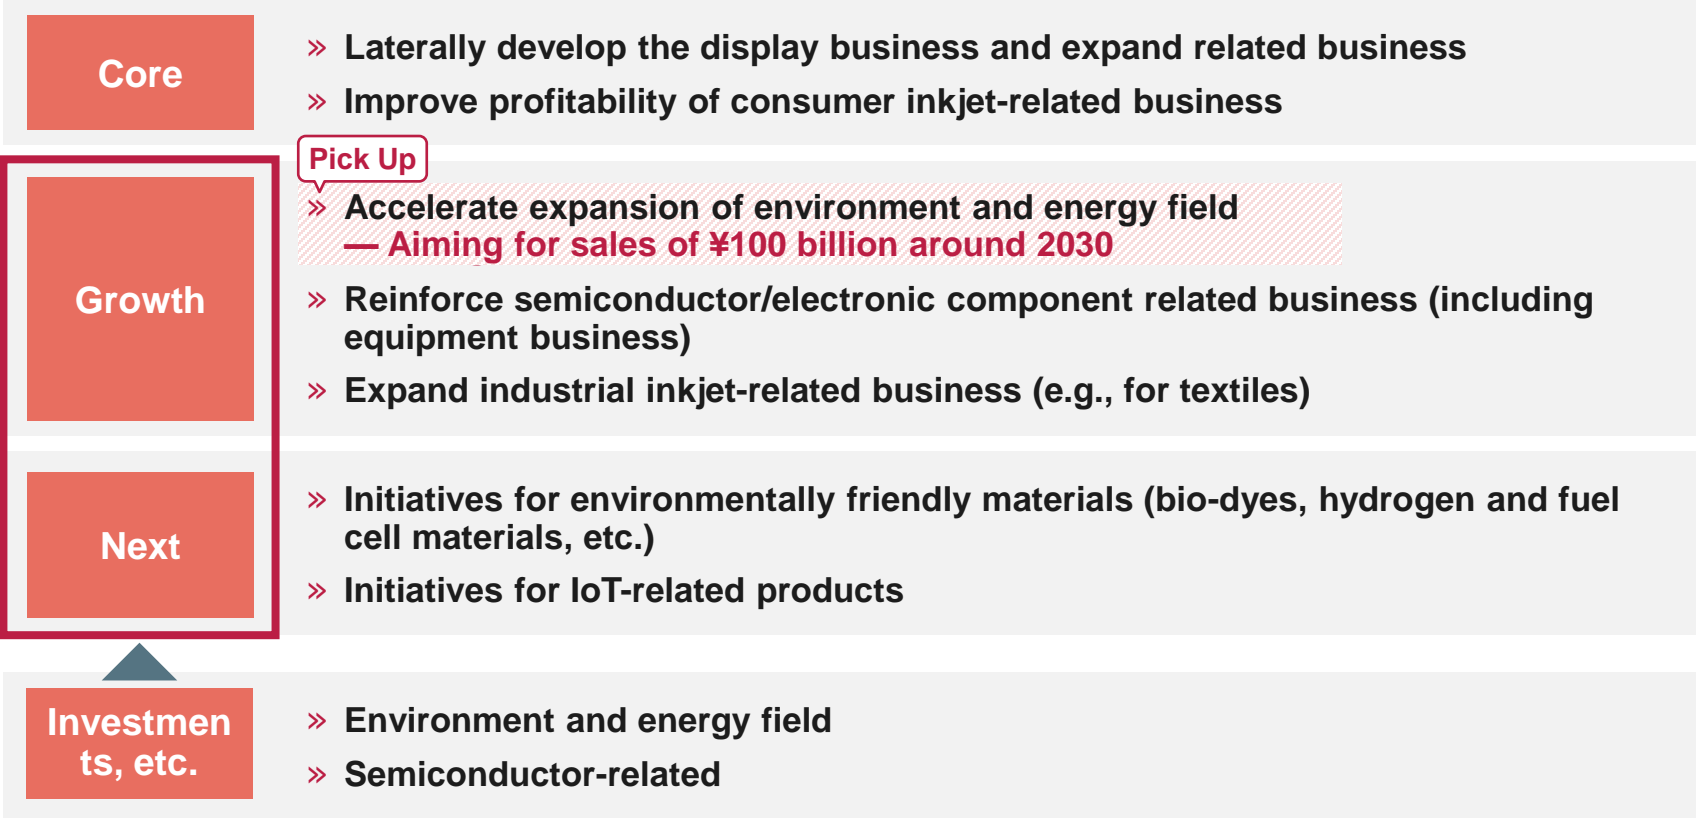 Core
» Laterally develop the display business and expand related business
» Improve profitability of consumer inkjet-related business
Pick Up
Growth
» Accelerate expansion of environment and energy field
— Aiming for sales of ¥100 billion around 2030
» Reinforce semiconductor/electronic component related business (including
equipment business)
» Expand industrial inkjet-related business (e.g., for textiles)
Next
» Initiatives for environmentally friendly materials (bio-dyes, hydrogen and fuel
cell materials, etc.)
» Initiatives for IoT-related products
Investmen
ts, etc.
» Environment and energy field
» Semiconductor-related